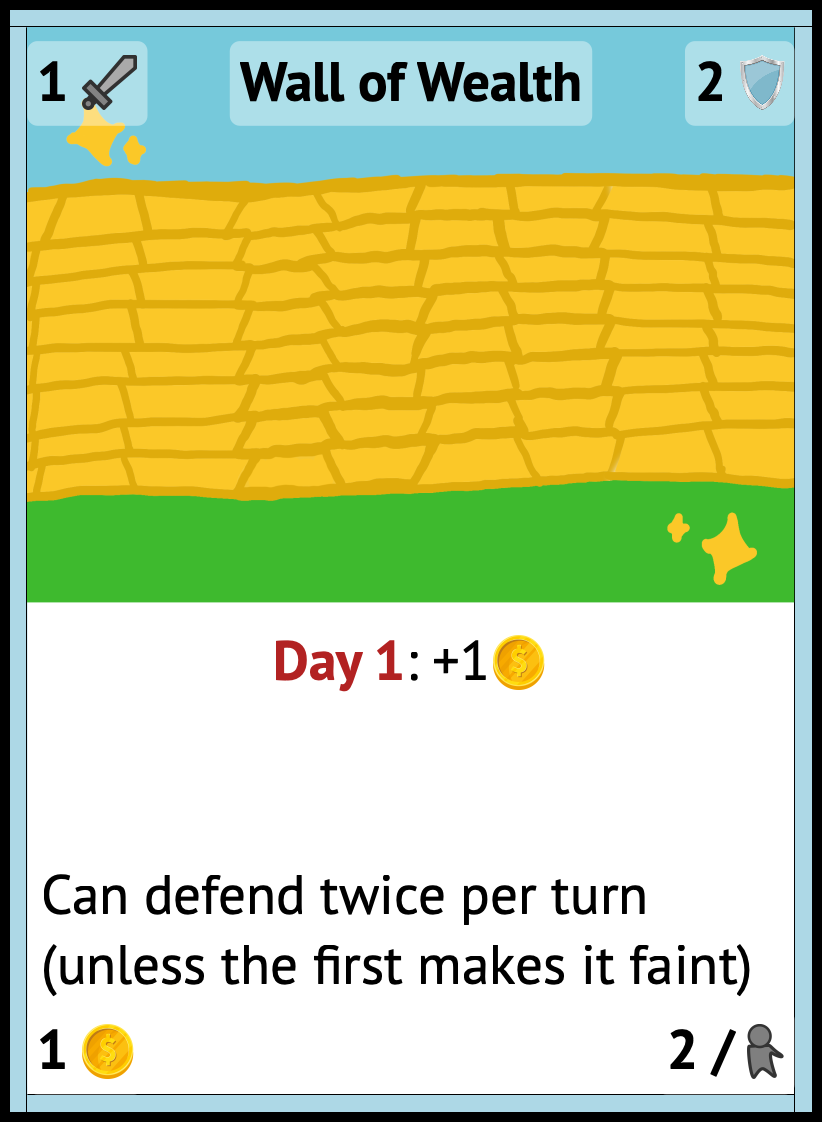 1
Wall of Wealth
2
Day 1: +1
Can defend twice per turn
(unless the first makes it faint)
1
2 /